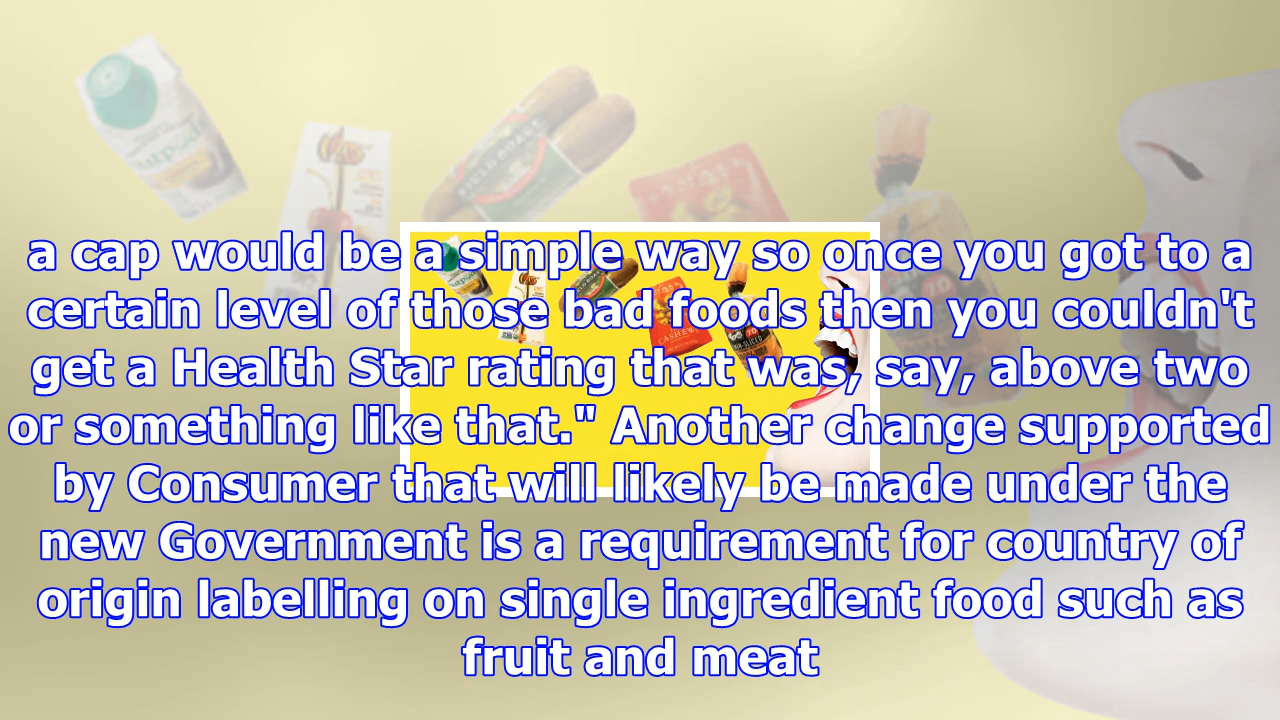 a cap would be a simple way so once you got to a
certain level of those bad foods then you couldn't
get a Health Star rating that was, say, above two
or something like that." Another change supported
by Consumer that will likely be made under the
new Government is a requirement for country of
origin labelling on single ingredient food such as
fruit and meat
FIELD ROAST
CASHEW